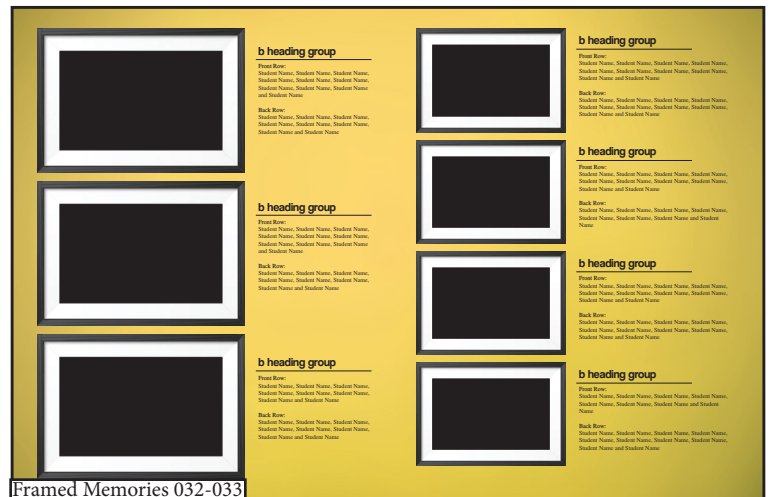 b heading group
Front Row:
Student Name, Student Name, Student Name,
Student Name, Student Name, Student Name,
Student Name, Student Name, Student Name
and Student Name
Back Row:
Student Name, Student Name, Student Name,
Student Name, Student Name, Student Name,
Student Name and Student Name
b heading group
Front Row:
Student Name, Student Name, Student Name,
Student Name, Student Name, Student Name,
Student Name, Student Name, Student Name
and Student Name
Back Row:
Student Name, Student Name, Student Name,
Student Name, Student Name, Student Name,
Student Name and Student Name
b heading group
Front Row:
Student Name, Student Name, Student Name,
Student Name, Student Name, Student Name,
Student Name and Student Name
Back Row:
Student Name, Student Name, Student Name,
Student Name, Student Name, Student Name,
Student Name and Student Name
b heading group
Front Row:
Student Name, Student Name, Student Name, Student Name,
Student Name, Student Name, Student Name, Student Name,
Student Name and Student Name
Back Row:
Student Name, Student Name, Student Name, Student Name,
Student Name, Student Name, Student Name, Student Name,
Student Name and Student Name
b heading group
Front Row:
Student Name, Student Name, Student Name, Student Name,
Student Name, Student Name, Student Name, Student Name,
Student Name and Student Name
Back Row:
Student Name, Student Name, Student Name, Student Name,
Student Name, Student Name, Student Name and Student
Name
b heading group
Front Row:
Student Name, Student Name, Student Name, Student Name,
Student Name, Student Name, Student Name, Student Name,
Student Name and Student Name
Back Row:
Student Name, Student Name, Student Name, Student Name,
Student Name, Student Name, Student Name, Student Name,
Student Name and Student Name
b heading group
Front Row:
Student Name, Student Name, Student Name, Student Name,
Student Name, Student Name, Student Name and Student
Name
Back Row:
Student Name, Student Name, Student Name, Student Name,
Student Name, Student Name, Student Name, Student Name,
Student Name and Student Name
Framed Memories 032-033